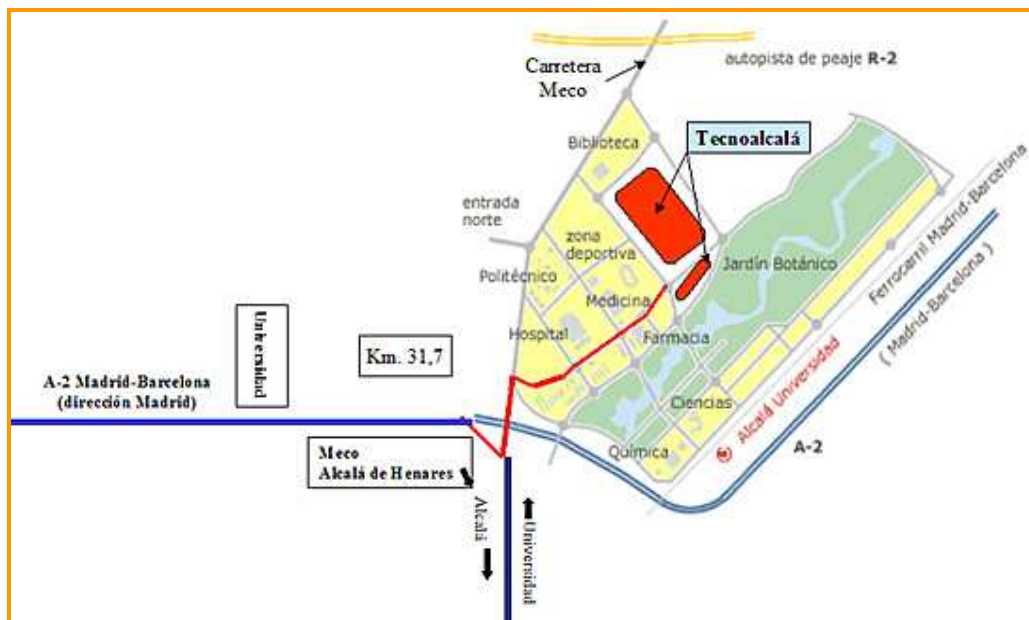 autopista de peaje R-2
Carretera
Meco
Biblioteca
Tecnoalcalá
entrada
norte
zona
deportiva
Politécnico
Jardín Botánico
Ferrocarril Madrid-Barcelona
( Madrid-Barcelona )
Medicina
Hospital
Farmacia
Universidad
Km. 31,7
A-2 Madrid-Barcelona
(dirección Madrid)
Ciencias
Alcalá Universidad
Química
A-2
Meco
Alcalá de Henares
Alcalá
Universidad